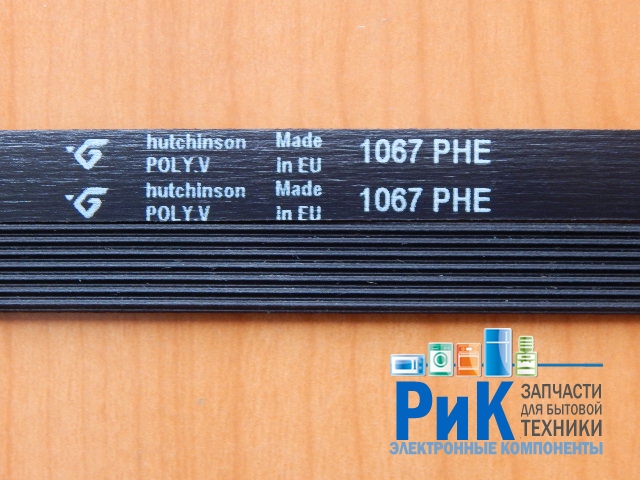 hutchinson Made 1067 PHE
POLY.V in EU
hutchinson Made 1067 PHE
POLY.V in EU
РиК
ЗАПЧАСТИ
ДЛЯ БЫТОВОЙ
ТЕХНИКИ
ЭЛЕКТРОННЫЕ КОМПОНЕНТЫ